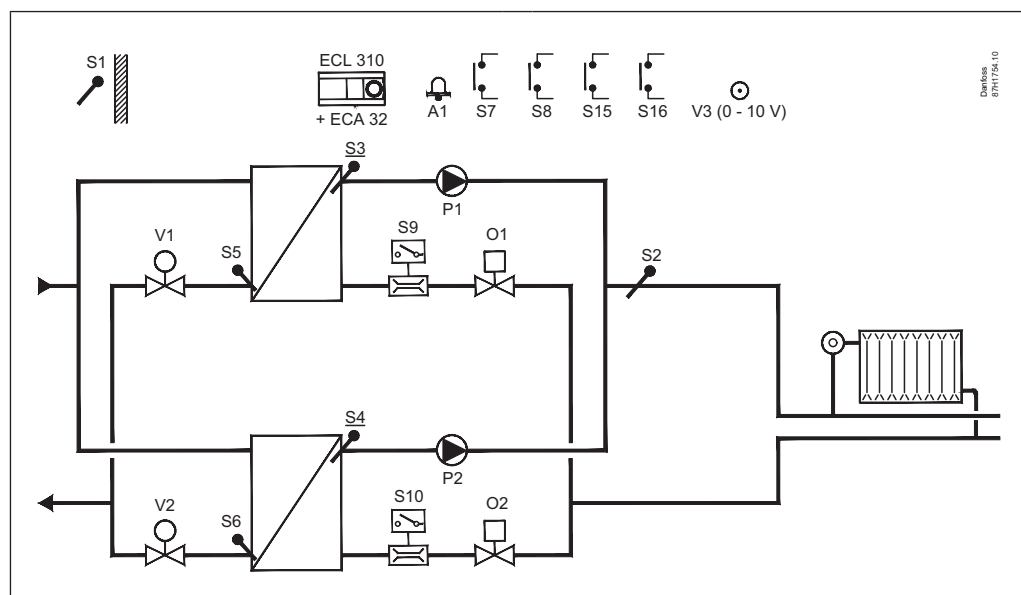 S1
ECL 310
+ ECA 32
A1
S7
S8
S15
S16
V3 (0 - 10 V)
Danfoss
87H1754.10
S3
P1
V1
S5
S9
O1
S2
S4
P2
V2
S6
S10
O2